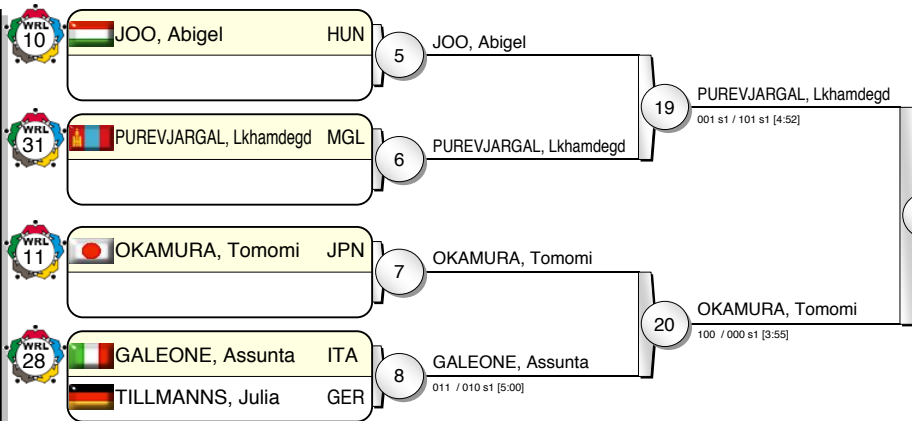 WRL
10
JOO, Abigel HUN
5
JOO, Abigel
WRL
31
PUREVJARGAL, Lkhamdegd MGL
6
PUREVJARGAL, Lkhamdegd
19
PUREVJARGAL, Lkhamdegd
001 s1 / 101 s1 [4:52]
WRL
11
OKAMURA, Tomomi JPN
7
OKAMURA, Tomomi
WRL
28
GALEONE, Assunta ITA
TILLMANNS, Julia GER
8
GALEONE, Assunta
011 / 010 s1 [5:00]
20
OKAMURA, Tomomi
100 / 000 s1 [3:55]